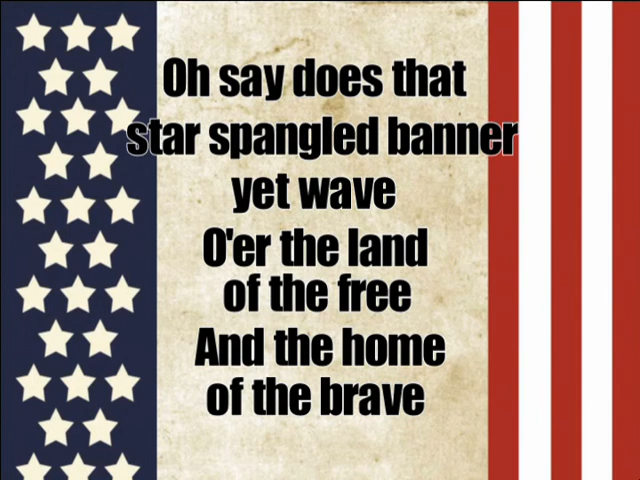 Oh say does that
star spangled banner
yet wave
O'er the land
of the free
And the home
of the brave